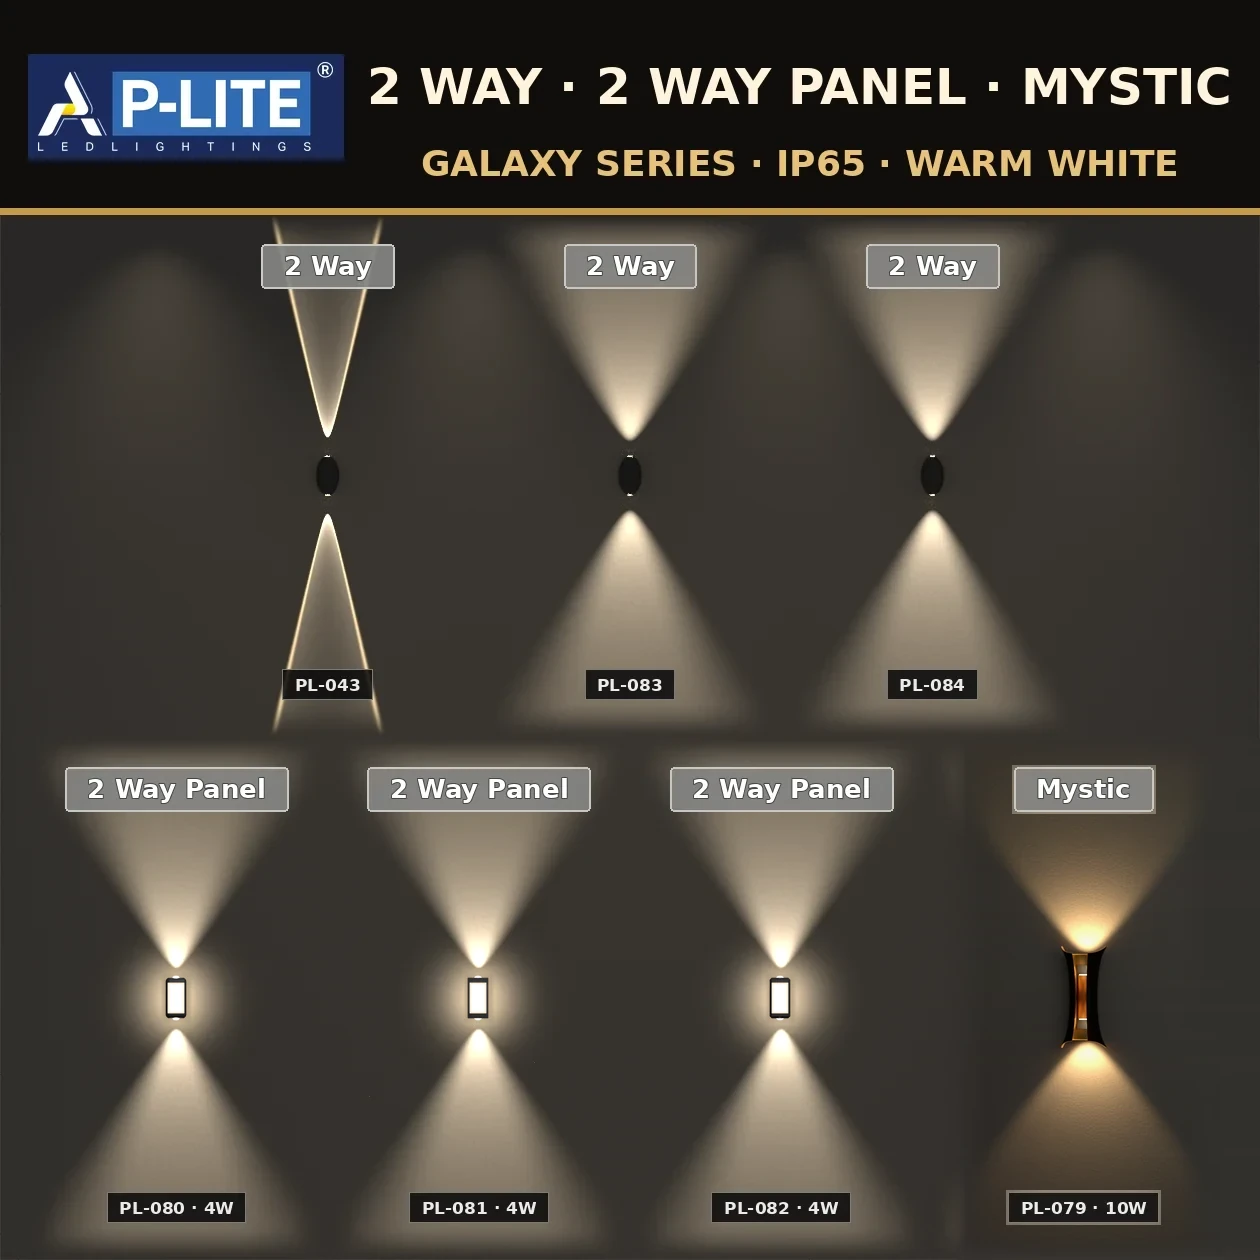 P-LITE ®
LEDLIGHTINGS
2 WAY · 2 WAY PANEL · MYSTIC
GALAXY SERIES · IP65 · WARM WHITE
2 Way
2 Way
2 Way
PL-043
PL-083
PL-084
2 Way Panel
2 Way Panel
2 Way Panel
Mystic
PL-080 · 4W
PL-081 · 4W
PL-082 · 4W
PL-079 · 10W